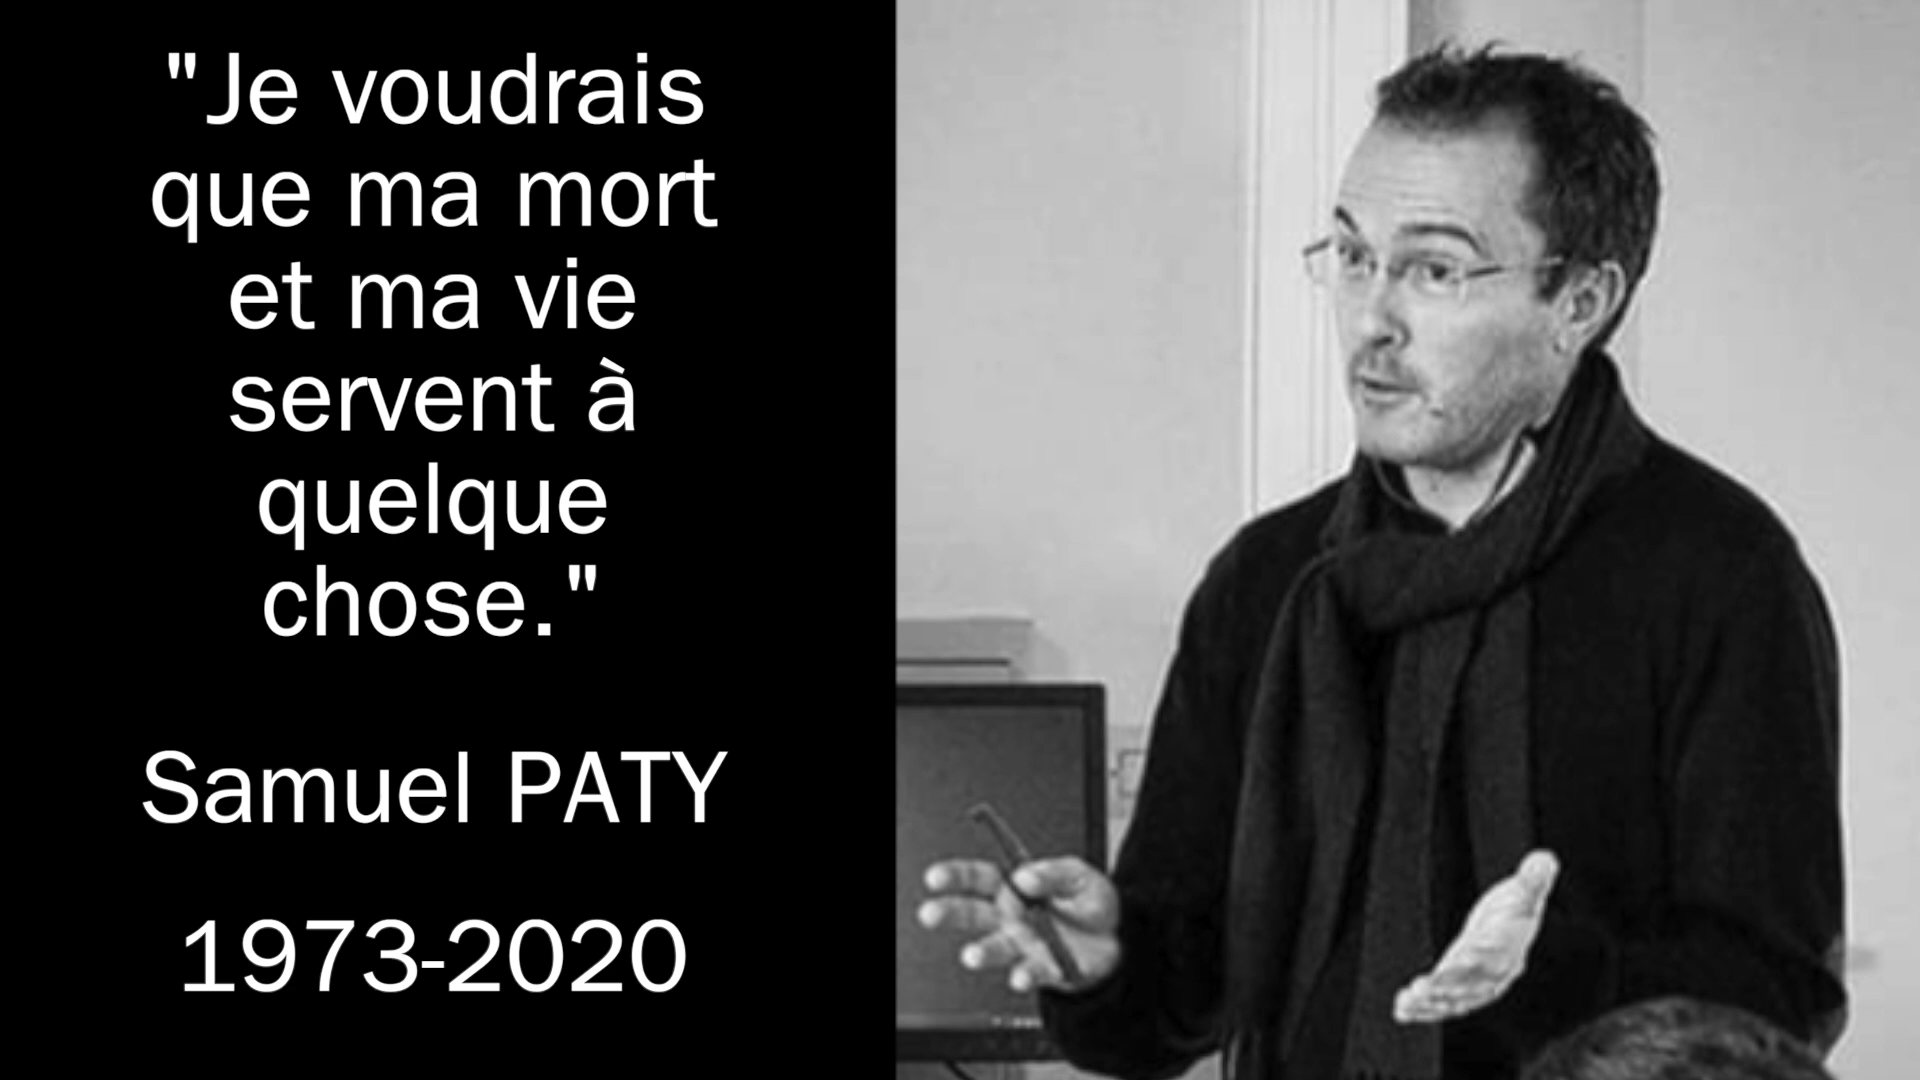 "Je voudrais
que ma mort
et ma vie
servent à
quelque
chose."
Samuel PATY
1973-2020